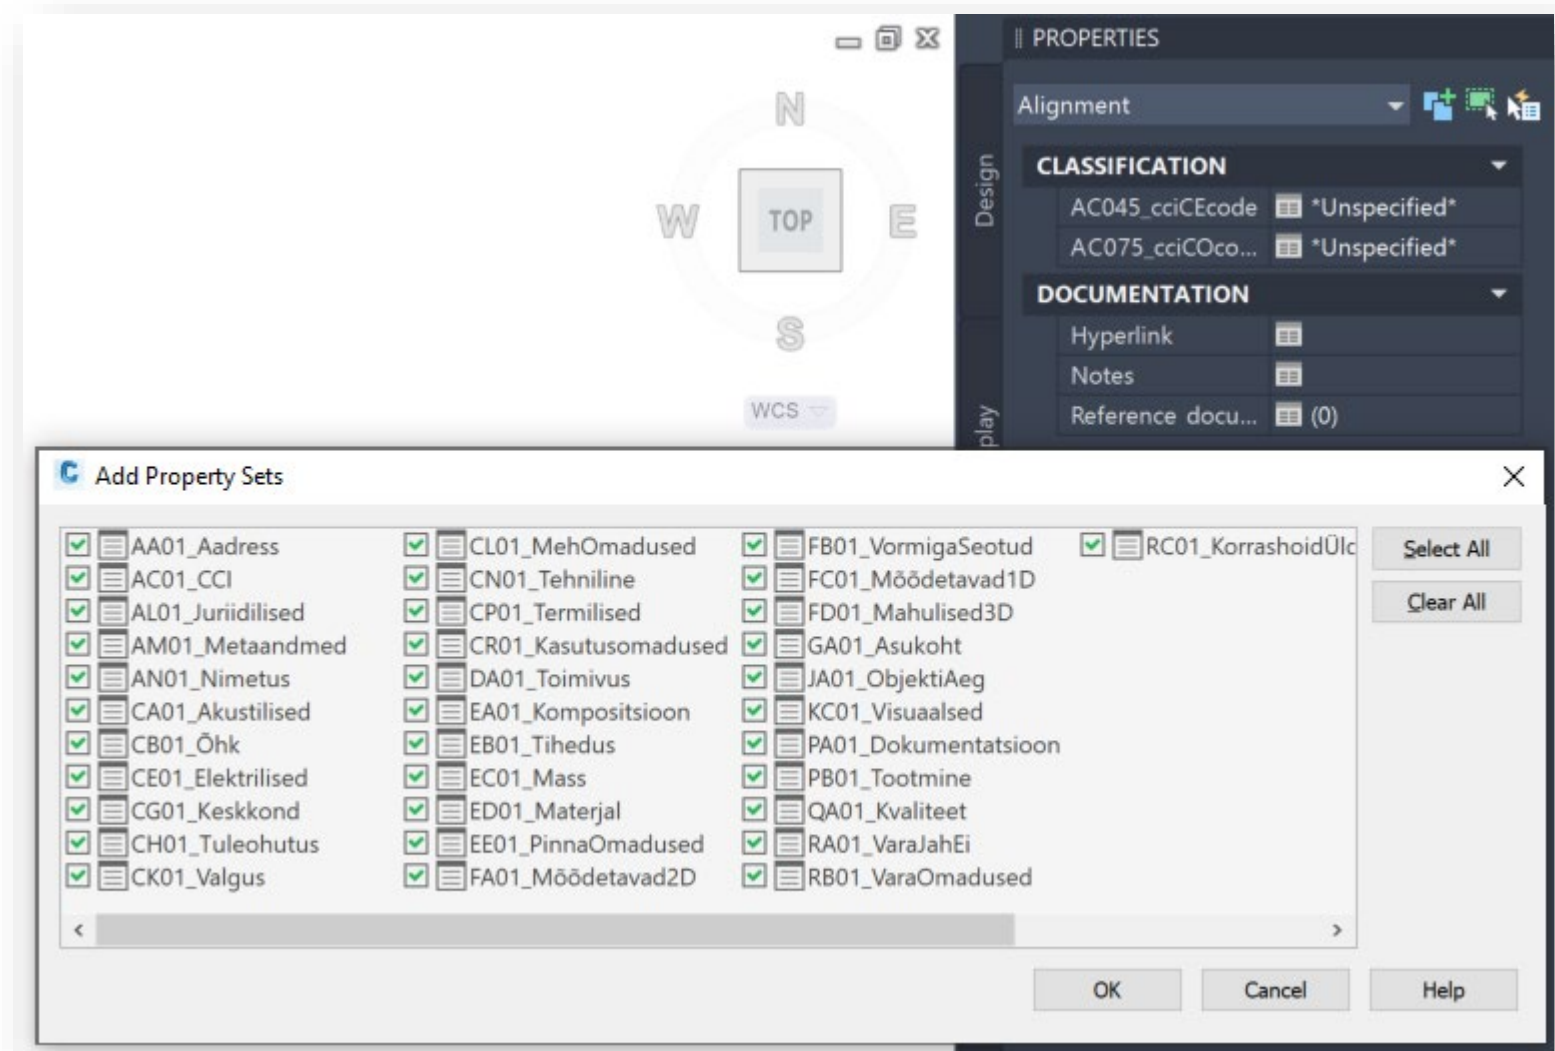 PROPERTIES
N
Alignment
Design
CLASSIFICATION
AC045_cciCEcode *Unspecified*
W TOP E
AC075_cciCOco... *Unspecified*
DOCUMENTATION
S
Hyperlink
Notes
WCS
Reference docu... (0)
play
C Add Property Sets
AA01_Aadress CL01_MehOmadused FB01_VormigaSeotud RC01_KorrashoidÜlc Select All
AC01_CCI CN01_Tehniline FC01_Mõõdetavad1D
AL01_Juriidilised CP01_Termilised FD01_Mahulised3D Clear All
AM01_Metaandmed CR01_Kasutusomadused GA01_Asukoht
AN01_Nimetus DA01_Toimivus JA01_ObjektiAeg
CA01_Akustilised EA01_Kompositsioon KC01_Visuaalsed
CB01_Õhk EB01_Tihedus PA01_Dokumentatsioon
CE01_Elektrilised EC01_Mass PB01_Tootmine
CG01_Keskkond ED01_Materjal QA01_Kvaliteet
CH01_Tuleohutus EE01_PinnaOmadused RA01_VaraJahEi
CK01_Valgus FA01_Mõõdetavad2D RB01_VaraOmadused
OK Cancel Help